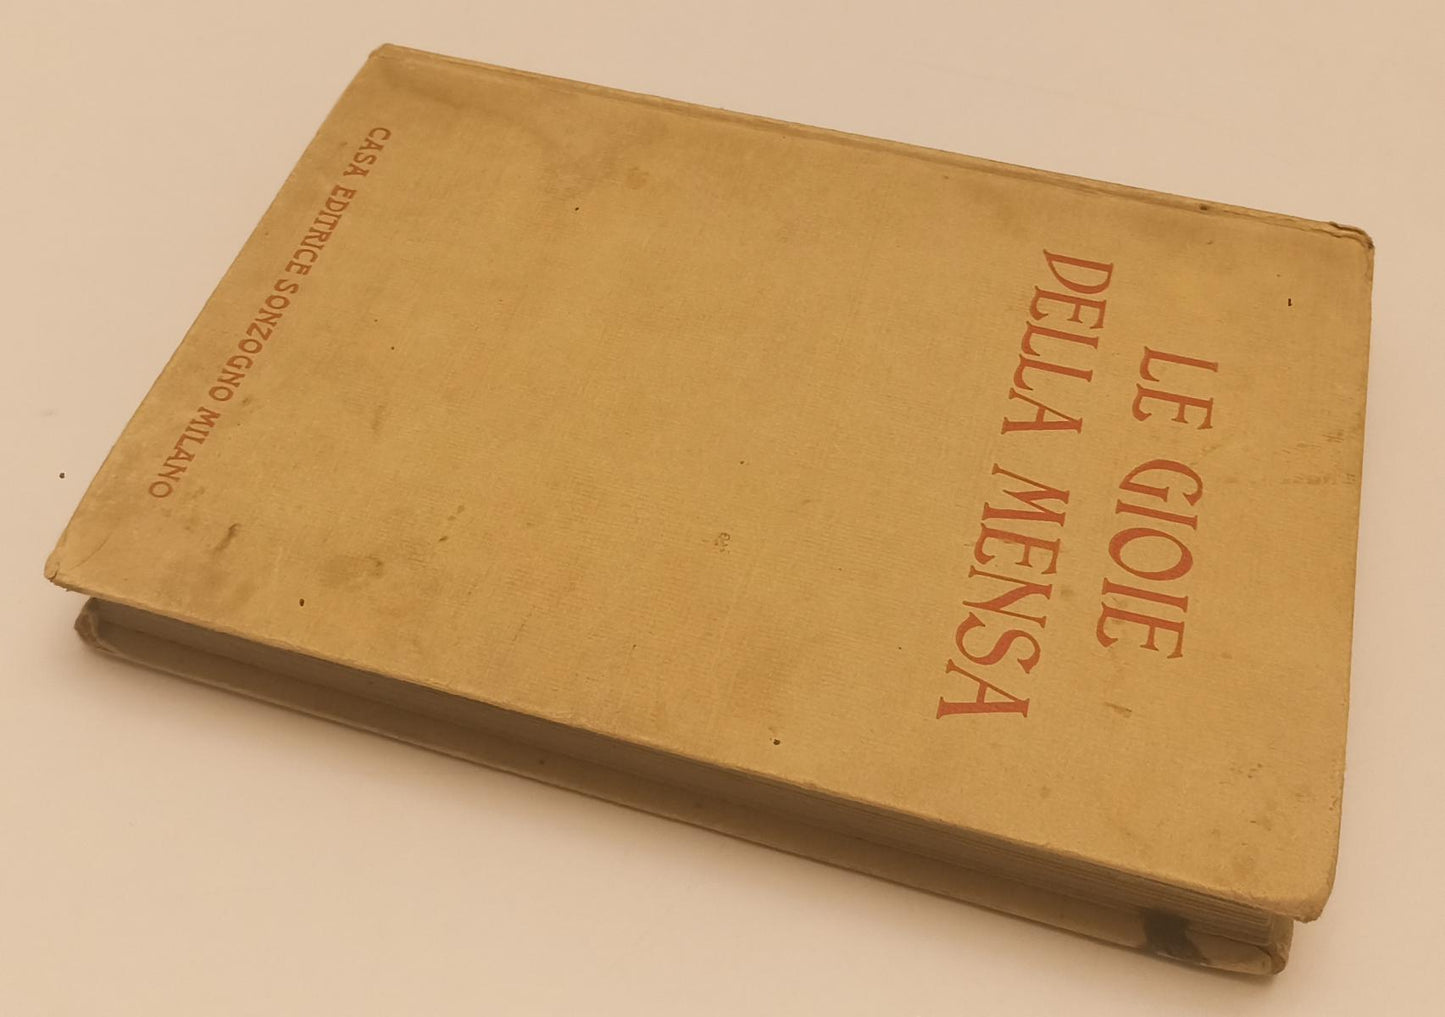 LE GIOIE
DELLA MENSA
CASA EDITRICE SONZOGNO MILANO